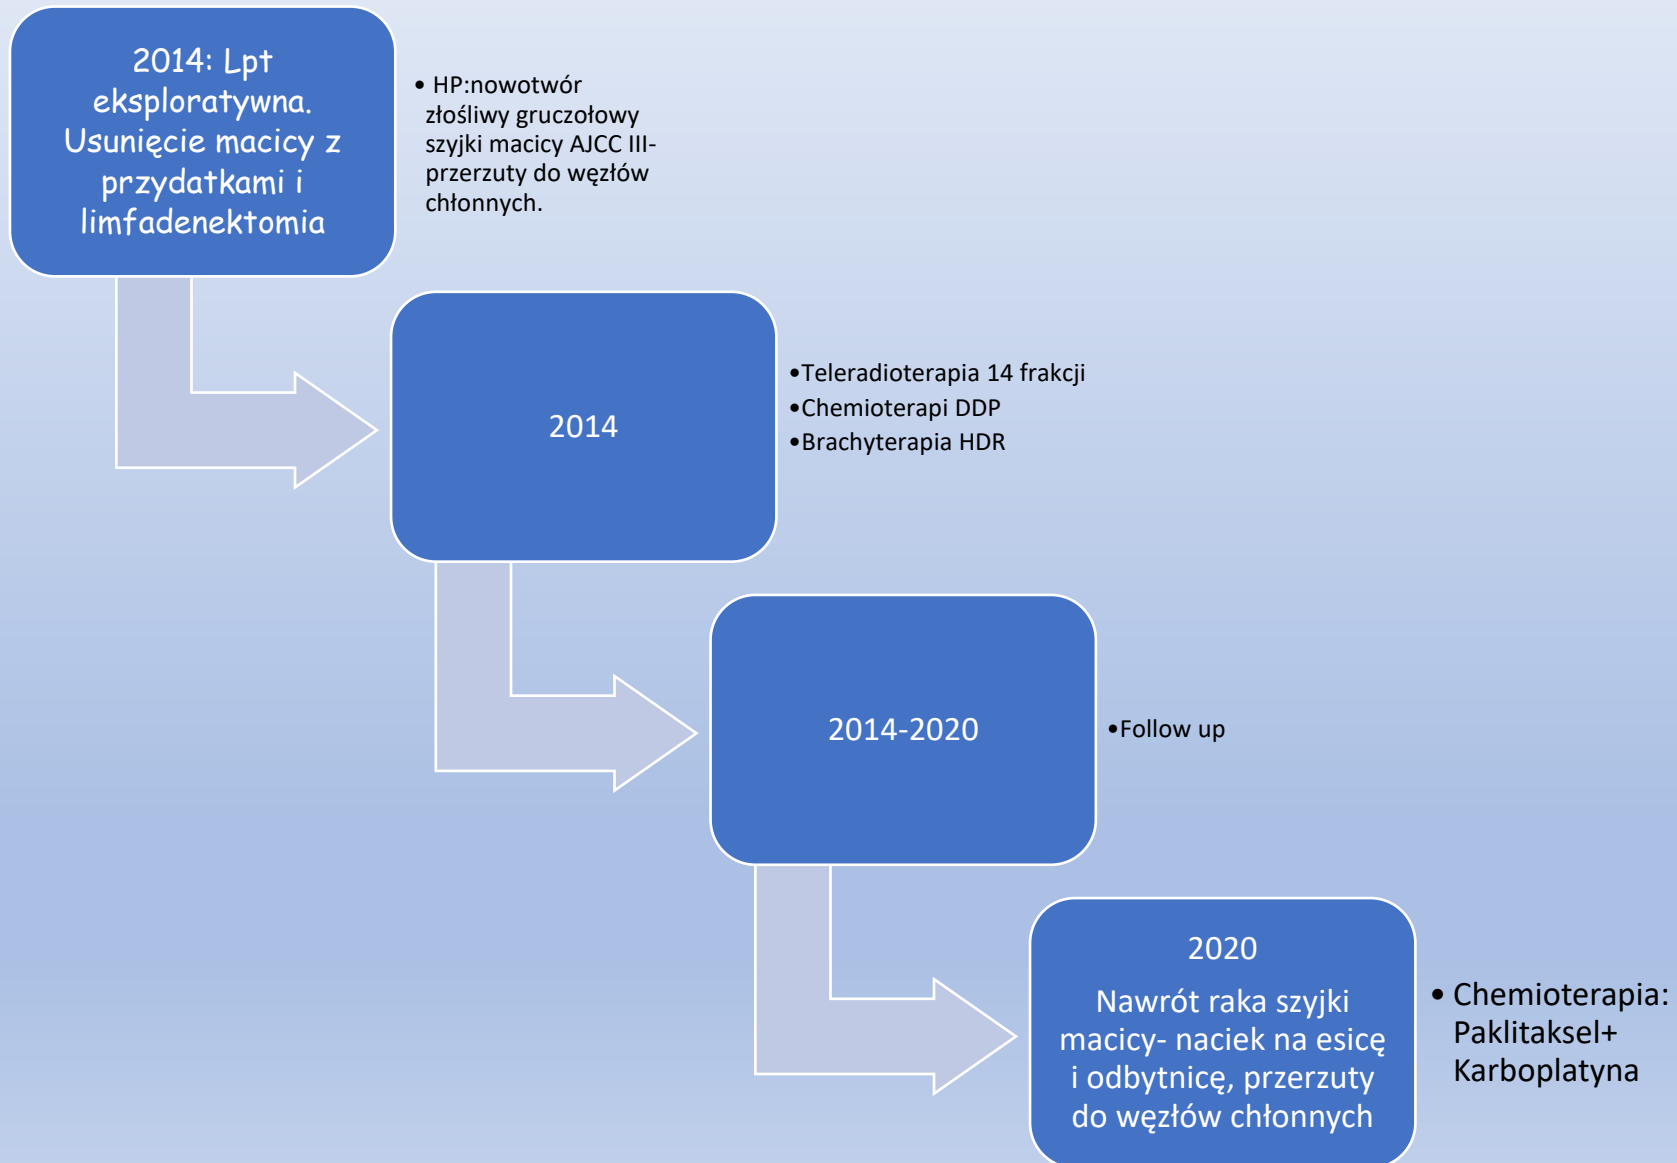 2014: Lpt
eksploratywna.
Usunięcie macicy z
przydatkami i
limfadenektomia
• HP:nowotwór
złośliwy gruczołowy
szyjki macicy AJCC III-
przerzuty do węzłów
chłonnych.
2014
•Teleradioterapia 14 frakcji
•Chemioterapi DDP
•Brachyterapia HDR
2014-2020
•Follow up
2020
Nawrót raka szyjki
macicy- naciek na esicę
i odbytnicę, przerzuty
do węzłów chłonnych
• Chemioterapia:
Paklitaksel+
Karboplatyna